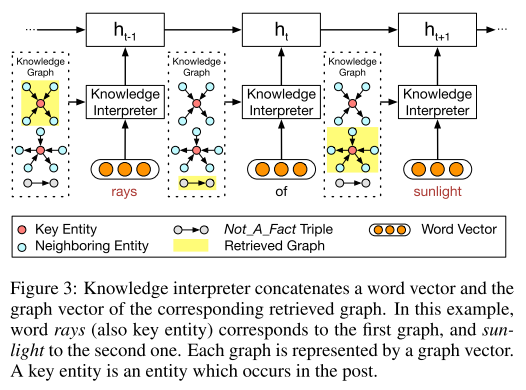 h_{t-1} h_t h_{t+1}
Knowledge Graph
Knowledge Interpreter
Knowledge Graph
Knowledge Interpreter
Knowledge Graph
Knowledge Interpreter
rays of sunlight
Key Entity Not_A_Fact Triple Word Vector
Neighboring Entity Retrieved Graph
Figure 3: Knowledge interpreter concatenates a word vector and the
graph vector of the corresponding retrieved graph. In this example,
word rays (also key entity) corresponds to the first graph, and sun-
light to the second one. Each graph is represented by a graph vector.
A key entity is an entity which occurs in the post.